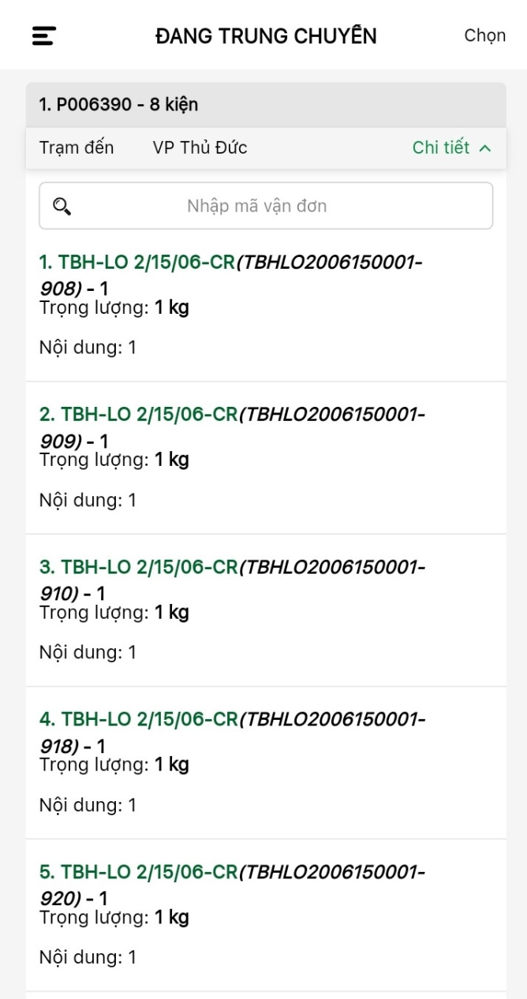 ĐANG TRUNG CHUYỂN
Chọn
1. P006390 - 8 kiện
Trạm đến
VP Thủ Đức
Chi tiết
Nhập mã vận đơn
1. TBH-LO 2/15/06-CR(TBHLO2006150001-
908) - 1
Trọng lượng: 1 kg
Nội dung: 1
2. TBH-LO 2/15/06-CR(TBHLO2006150001-
909) - 1
Trọng lượng: 1 kg
Nội dung: 1
3. TBH-LO 2/15/06-CR(TBHLO2006150001-
910) - 1
Trọng lượng: 1 kg
Nội dung: 1
4. TBH-LO 2/15/06-CR(TBHLO2006150001-
918) - 1
Trọng lượng: 1 kg
Nội dung: 1
5. TBH-LO 2/15/06-CR(TBHLO2006150001-
920) - 1
Trọng lượng: 1 kg
Nội dung: 1